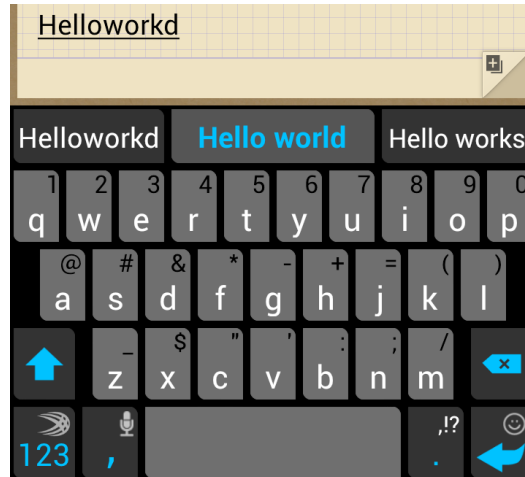 Helloworkd
Helloworkd Hello world Hello works
1 2 3 4 5 6 7 8 9 0
q w e r t y u i o p
@ # & * - + = ( )
a s d f g h j k l
_ $ " ' : ; /
z x c v b n m
,!?
123 , .